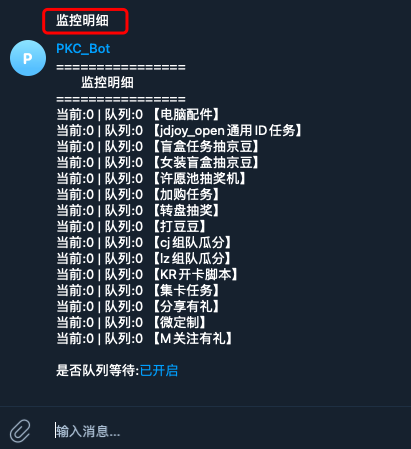 监控明细
P
PKC_Bot
================
监控明细
================
当前:0 | 队列:0 【电脑配件】
当前:0 | 队列:0 【jdjoy_open通用ID任务】
当前:0 | 队列:0 【盲盒任务抽京豆】
当前:0 | 队列:0 【女装盲盒抽京豆】
当前:0 | 队列:0 【许愿池抽奖机】
当前:0 | 队列:0 【加购任务】
当前:0 | 队列:0 【转盘抽奖】
当前:0 | 队列:0 【打豆豆】
当前:0 | 队列:0 【cj组队瓜分】
当前:0 | 队列:0 【lz组队瓜分】
当前:0 | 队列:0 【KR开卡脚本】
当前:0 | 队列:0 【集卡任务】
当前:0 | 队列:0 【分享有礼】
当前:0 | 队列:0 【微定制】
当前:0 | 队列:0 【M关注有礼】
是否队列等待:已开启
输入消息...